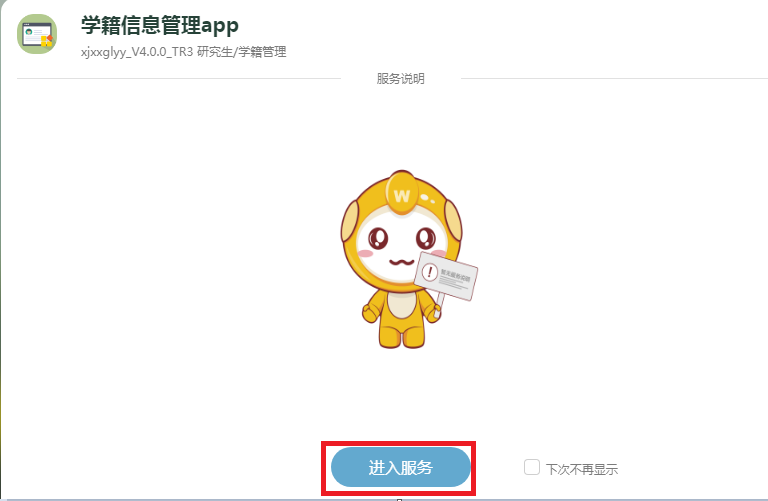 学籍信息管理app
xjxxglyy_V4.0.0_TR3 研究生/学籍管理
服务说明
W
!
进入服务
下次不再显示